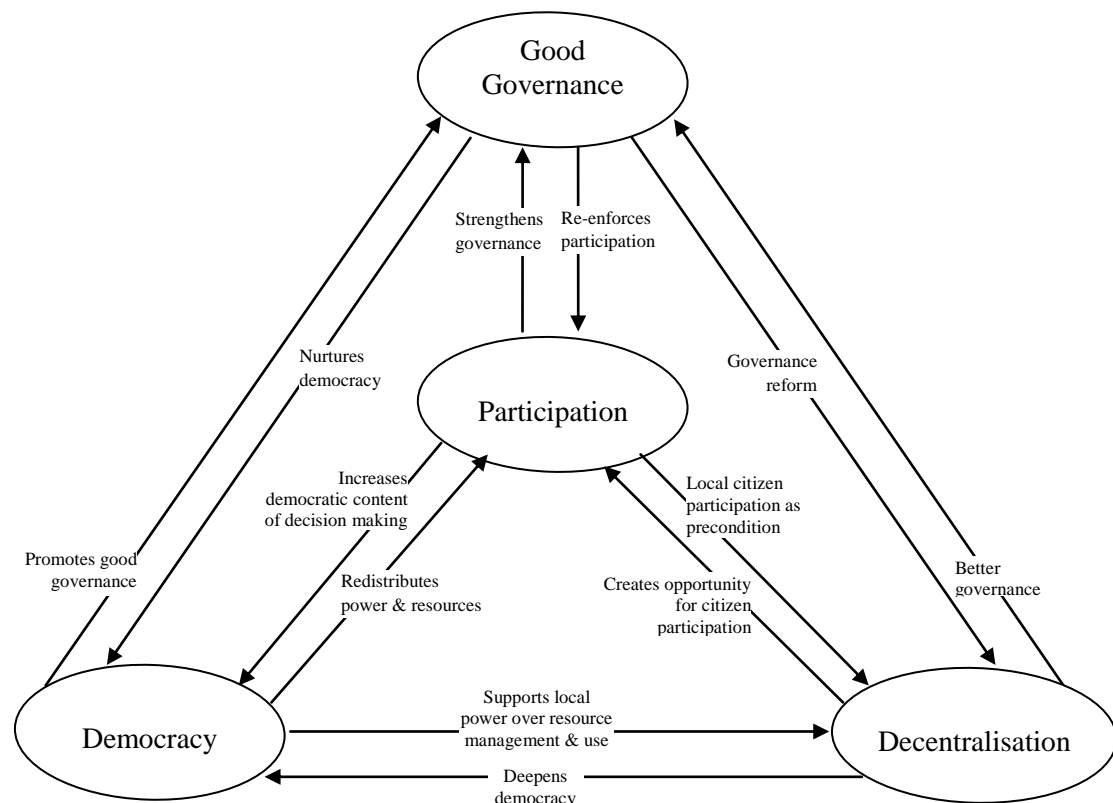 Good
Governance
Strengthens
governance
Re-enforces
participation
Nurtures
democracy
Governance
reform
Participation
Increases
democratic content
of decision making
Local citizen
participation as
precondition
Promotes good
governance
Redistributes
power & resources
Creates opportunity
for citizen
participation
Better
governance
Democracy
Supports local
power over resource
management & use
Decentralisation
Deepens
democracy